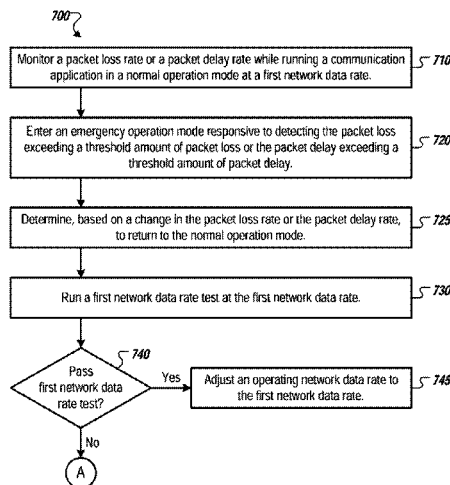 700
Monitor a packet loss rate or a packet delay rate while running a communication
application in a normal operation mode at a first network data rate.
710
Enter an emergency operation mode responsive to detecting the packet loss
exceeding a threshold amount of packet loss or the packet delay exceeding a
threshold amount of packet delay.
720
Determine, based on a change in the packet loss rate or the packet delay rate,
to return to the normal operation mode.
725
Run a first network data rate test at the first network data rate.
730
740
Pass
first network data
rate test?
Yes
Adjust an operating network data rate to
the first network data rate.
745
No
A